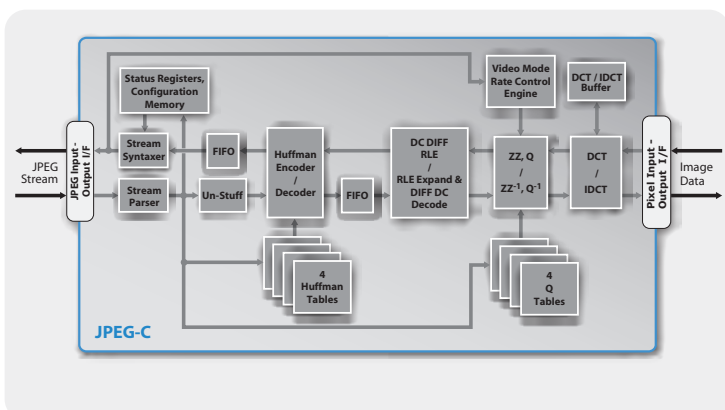 Status Registers,
Configuration
Memory
Video Mode
Rate Control
Engine
DCT / IDCT
Buffer
JPEG
Stream
JPEG Input -
Output I/F
Stream
Syntaxer
FIFO
Huffman
Encoder
/
Decoder
DC DIFF
RLE
/
RLE Expand &
DIFF DC
Decode
ZZ, Q
/
ZZ⁻¹, Q⁻¹
DCT
/
IDCT
Pixel Input -
Output I/F
Image
Data
Stream
Parser
Un-Stuff
FIFO
4
Huffman
Tables
4
Q
Tables
JPEG-C